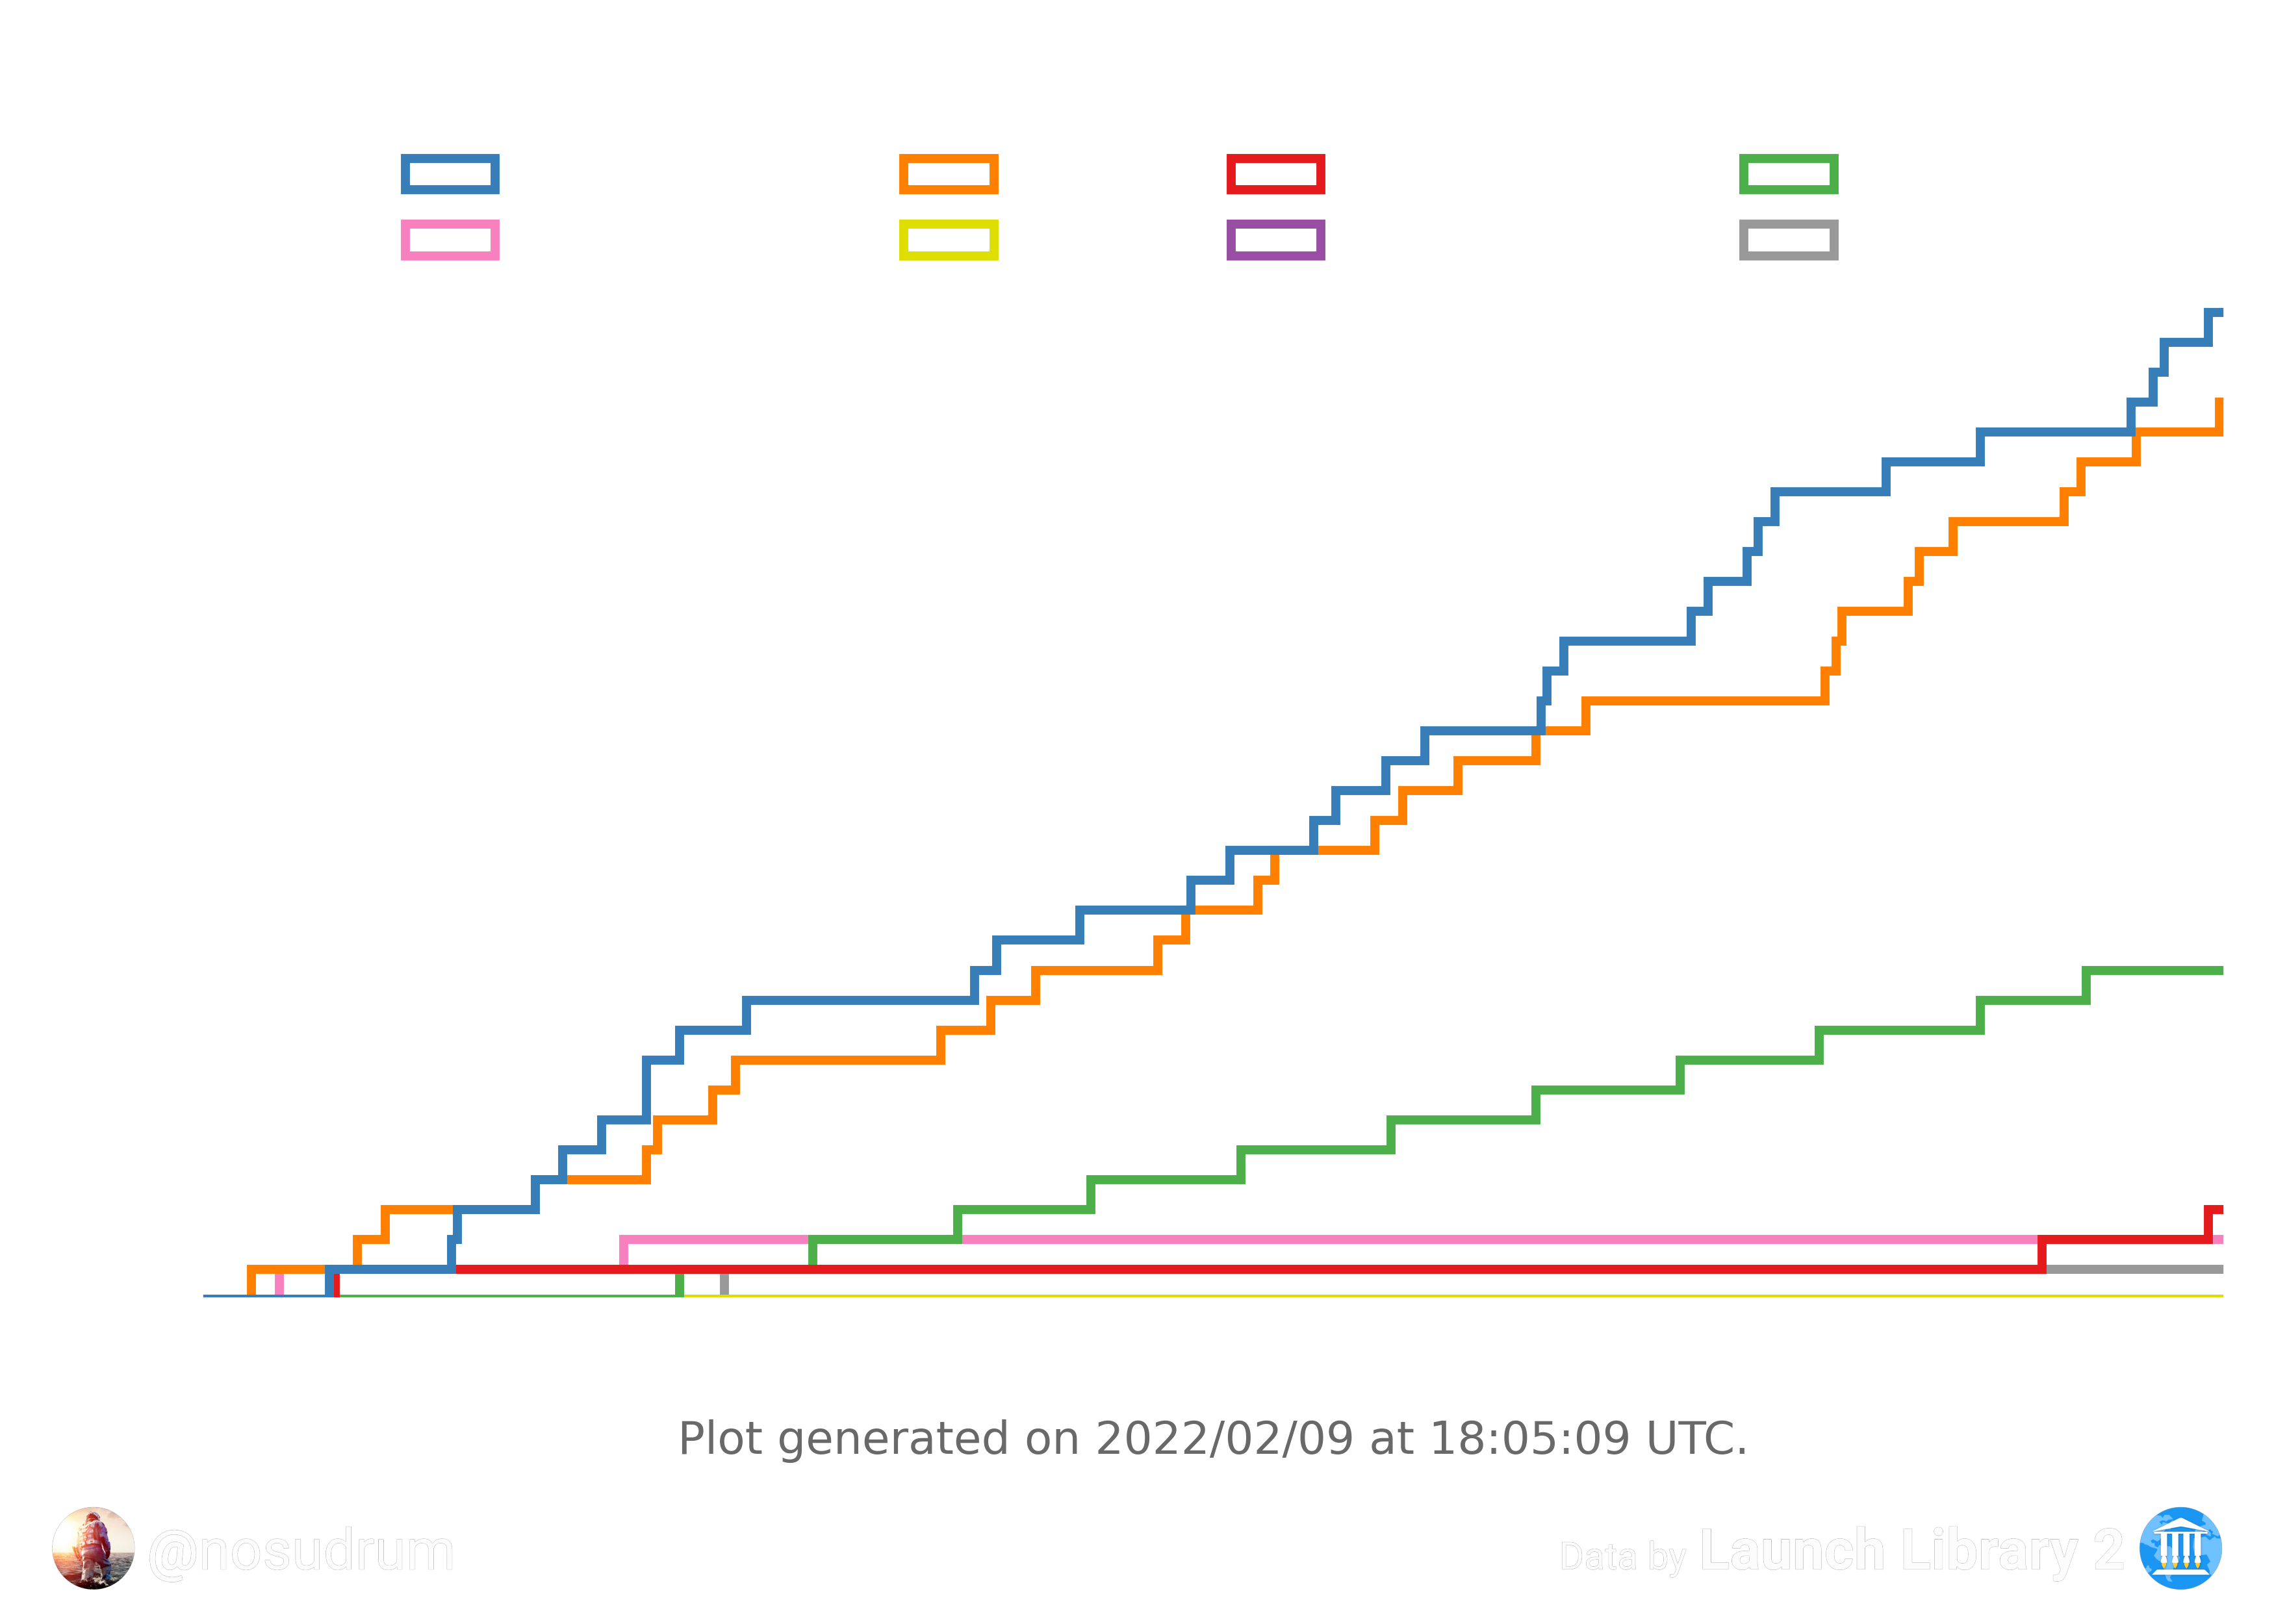 Plot generated on 2022/02/09 at 18:05:09 UTC.
@nosudrum
Data by Launch Library 2